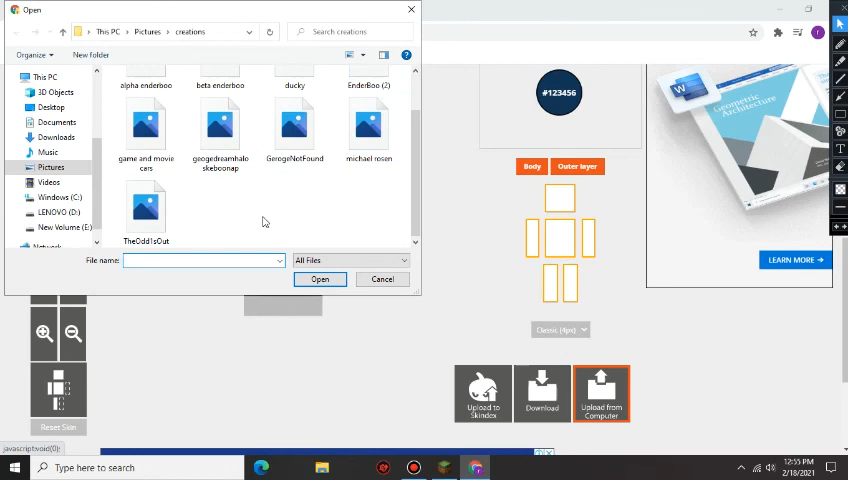 Open
This PC > Pictures > creations
Search creations
Organize
New folder
This PC
3D Objects
Desktop
Documents
Downloads
Music
Pictures
Videos
Windows (C:)
LENOVO (D:)
New Volume (E:)
Network
alpha enderboo
beta enderboo
ducky
EnderBoo (2)
game and movie
cars
geogedreamhalo
skeboonap
GerogeNotFound
michael rosen
TheOdd1sOut
File name:
All Files
Open
Cancel
r
#123456
Body
Outer layer
Classic (4px)
Upload to
Skindex
Download
Upload from
Computer
Reset Skin
W
Geometric
Architecture
LEARN MORE →
T
javascript:void(0);
Type here to search
r
12:55 PM
2/18/2021